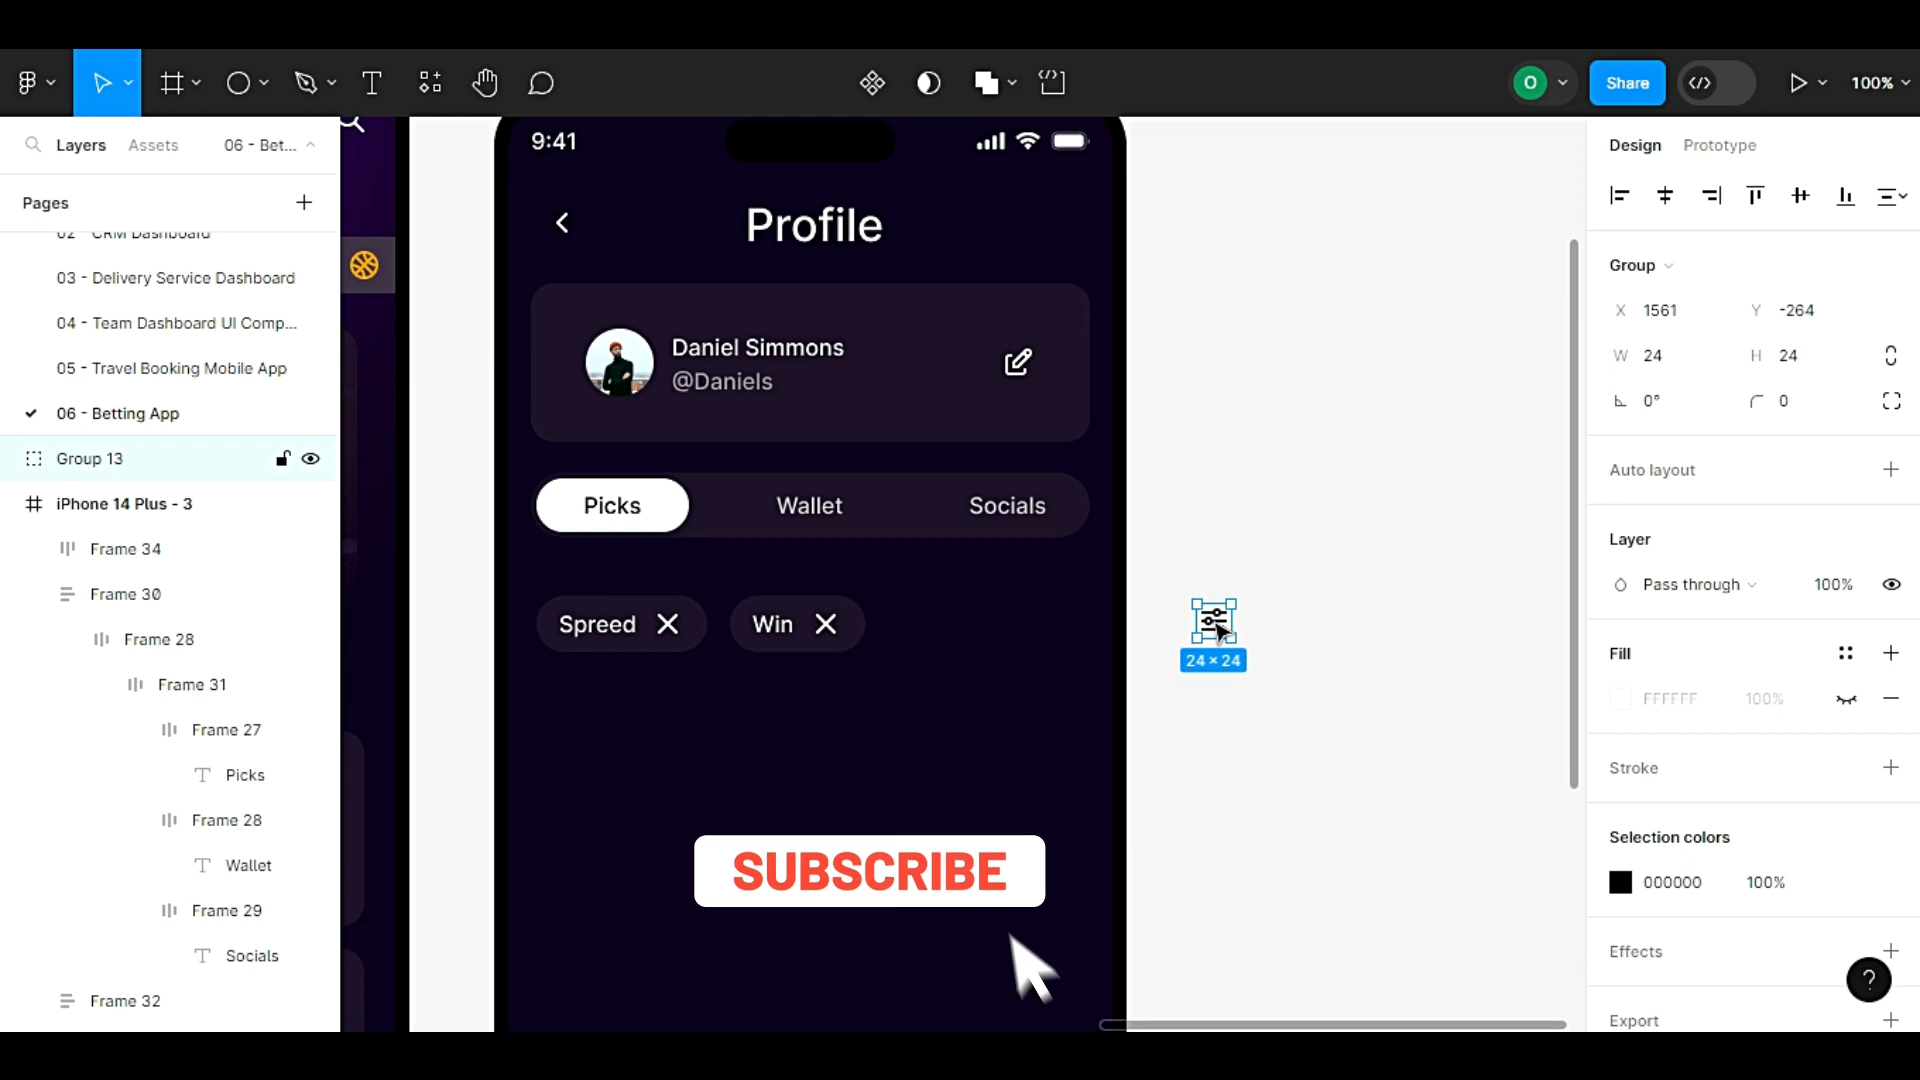 Share
100%
Layers
Assets
06 - Bet...
Pages
02 - CRM Dashboard
03 - Delivery Service Dashboard
04 - Team Dashboard UI Comp...
05 - Travel Booking Mobile App
06 - Betting App
Group 13
iPhone 14 Plus - 3
Frame 34
Frame 30
Frame 28
Frame 31
Frame 27
Picks
Frame 28
Wallet
Frame 29
Socials
Frame 32
9:41
Profile
Daniel Simmons
@Daniels
Picks
Wallet
Socials
Spreed
Win
SUBSCRIBE
24 × 24
O
Design
Prototype
Group
X 1561
Y -264
W 24
H 24
0°
0
Auto layout
Layer
Pass through
100%
Fill
FFFFFF
100%
Stroke
Selection colors
000000
100%
Effects
?
Export